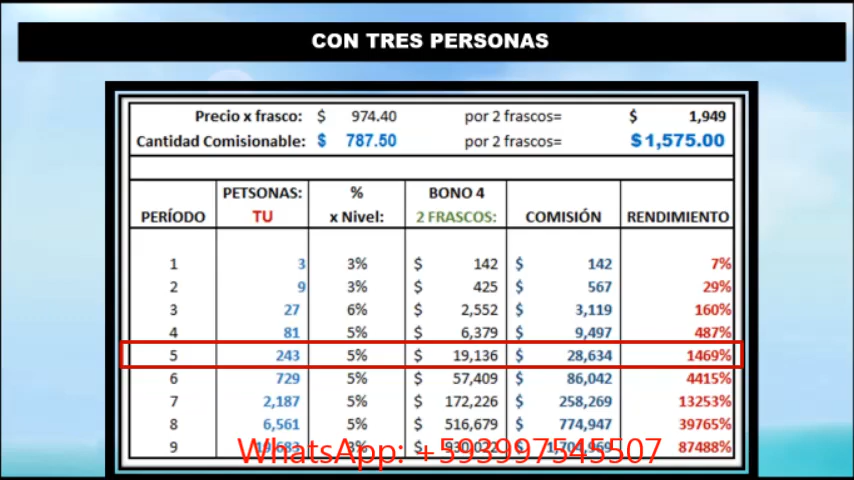 CON TRES PERSONAS
Precio x frasco: $ 974.40 por 2 frascos= $ 1,949
Cantidad Comisionable: $ 787.50 por 2 frascos= $1,575.00
PETSONAS: % BONO 4
PERÍODO TU x Nivel: 2 FRASCOS: COMISIÓN RENDIMIENTO
1 3 3% $ 142 $ 142 7%
2 9 3% $ 425 $ 567 29%
3 27 6% $ 2,552 $ 3,119 160%
4 81 5% $ 6,379 $ 9,497 487%
5 243 5% $ 19,136 $ 28,634 1469%
6 729 5% $ 57,409 $ 86,042 4415%
7 2,187 5% $ 172,226 $ 258,269 13253%
8 6,561 5% $ 516,679 $ 774,947 39765%
9 87488%
WhatsApp: +593997545507